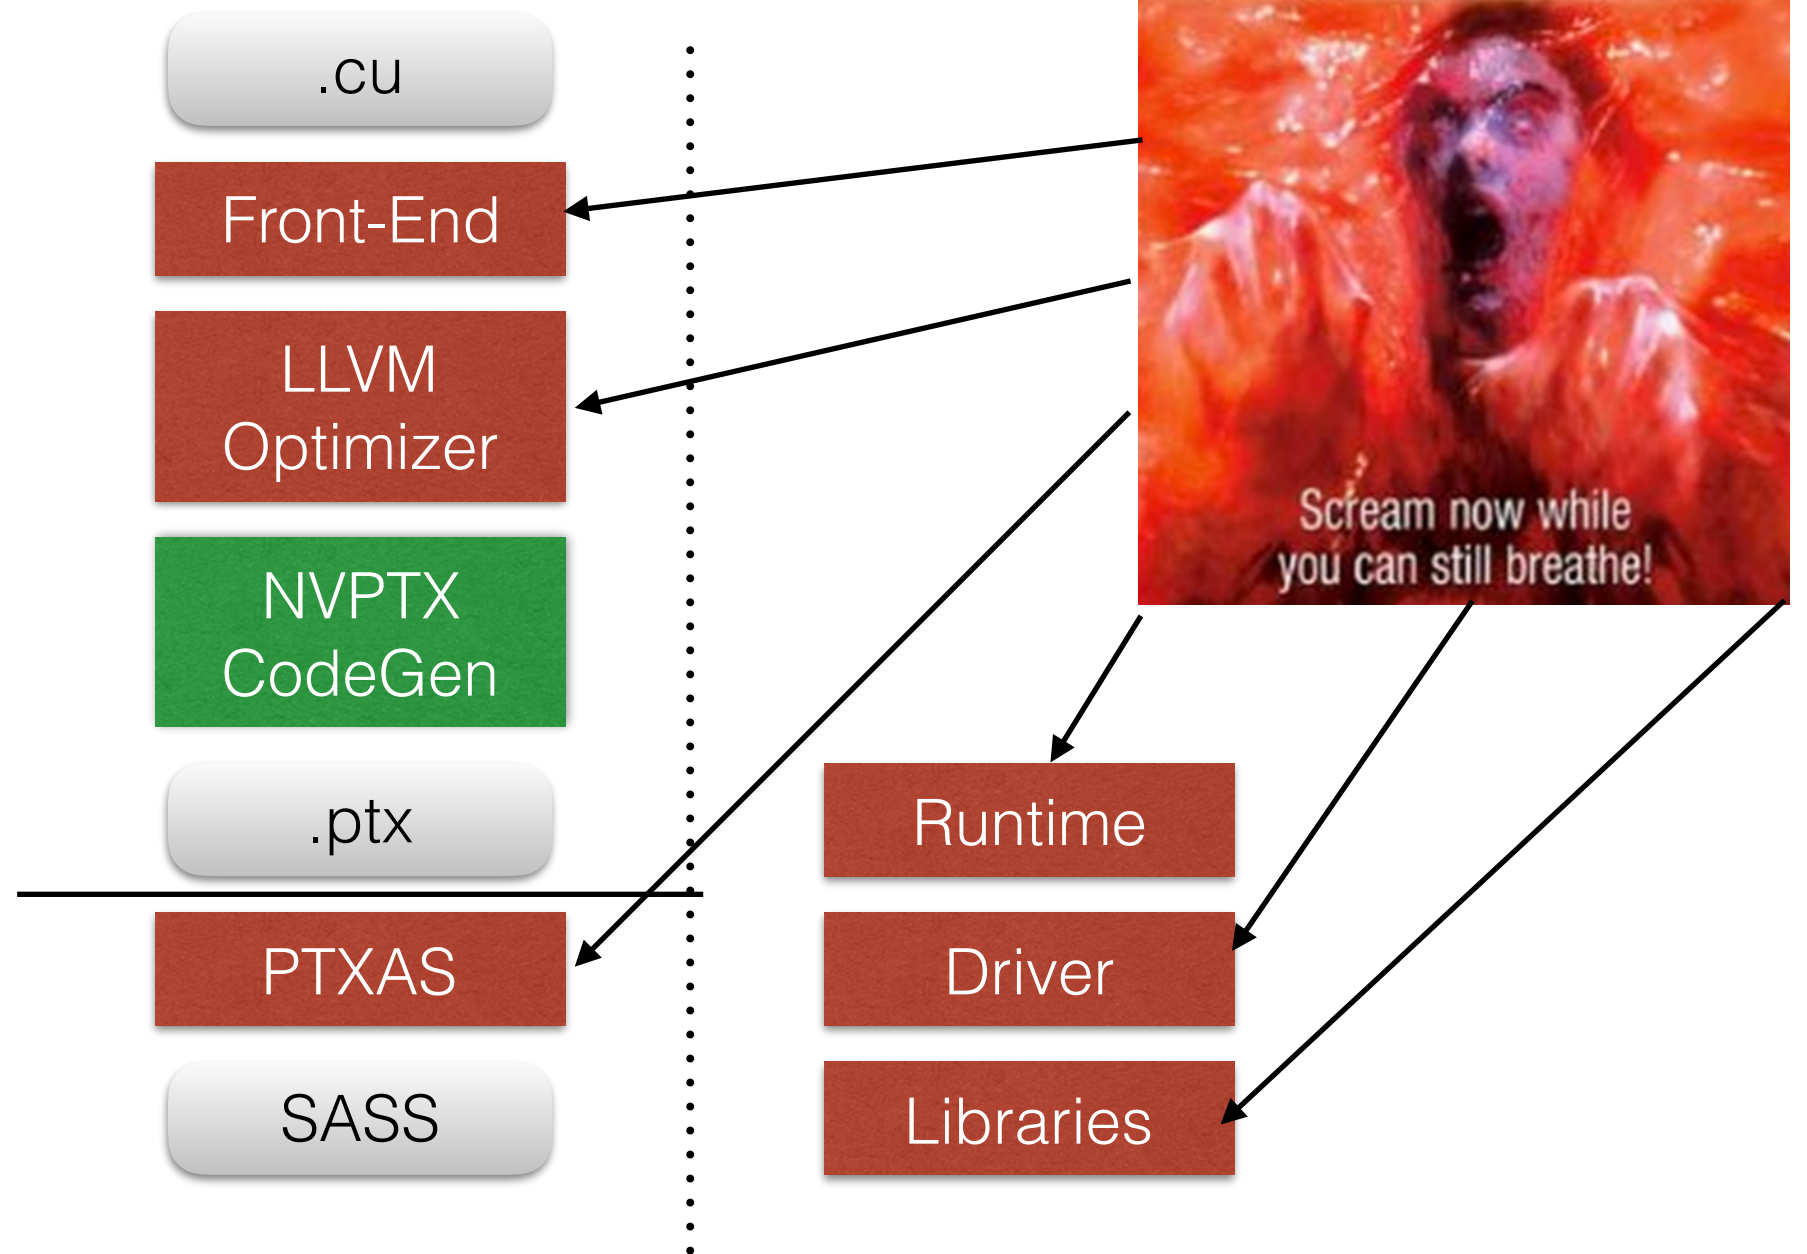 .cu
Front-End
LLVM
Optimizer
NVPTX
CodeGen
.ptx
PTXAS
SASS
Scream now while
you can still breathe!
Runtime
Driver
Libraries